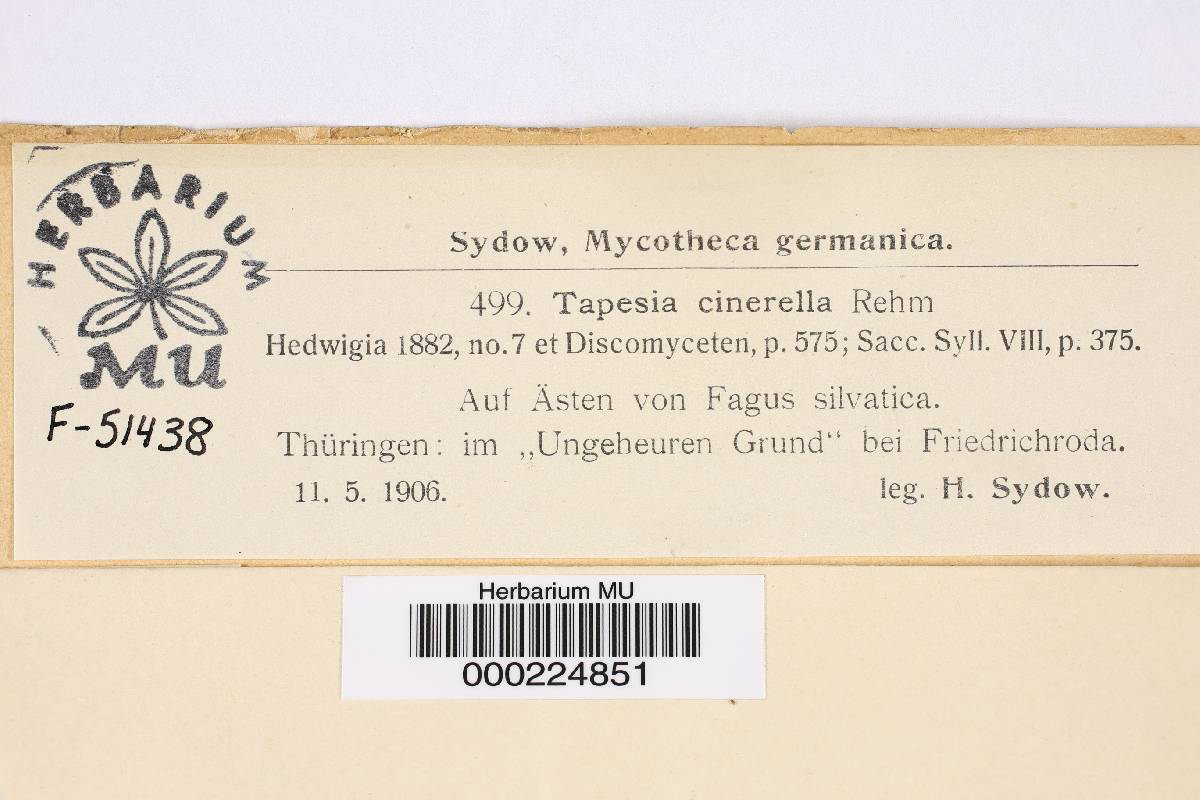 HERBARIUM
MU
F-51438
Sydow, Mycotheca germanica.
499. Tapesia cinerella Rehm
Hedwigia 1882, no. 7 et Discomyceten, p. 575; Sacc. Syll. VIII, p. 375.
Auf Ästen von Fagus silvatica.
Thüringen: im „Ungeheuren Grund“ bei Friedrichroda.
11. 5. 1906. leg. H. Sydow.
Herbarium MU
000224851